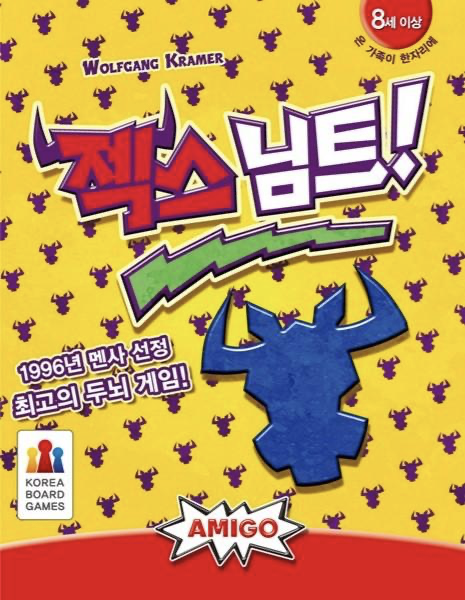 8세 이상
온 가족이 한자리에
WOLFGANG KRAMER
젝스 님트!
1996년 멘사 선정
최고의 두뇌 게임!
KOREA
BOARD
GAMES
AMIGO